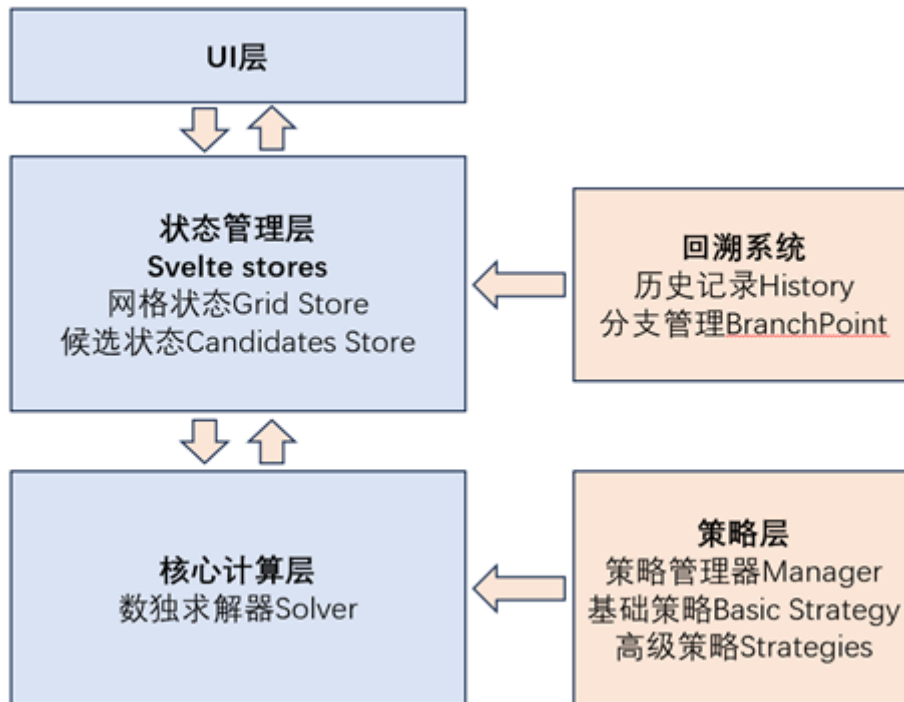 UI层
状态管理层
Svelte stores
网格状态Grid Store
候选状态Candidates Store
回溯系统
历史记录History
分支管理BranchPoint
核心计算层
数独求解器Solver
策略层
策略管理器Manager
基础策略Basic Strategy
高级策略Strategies